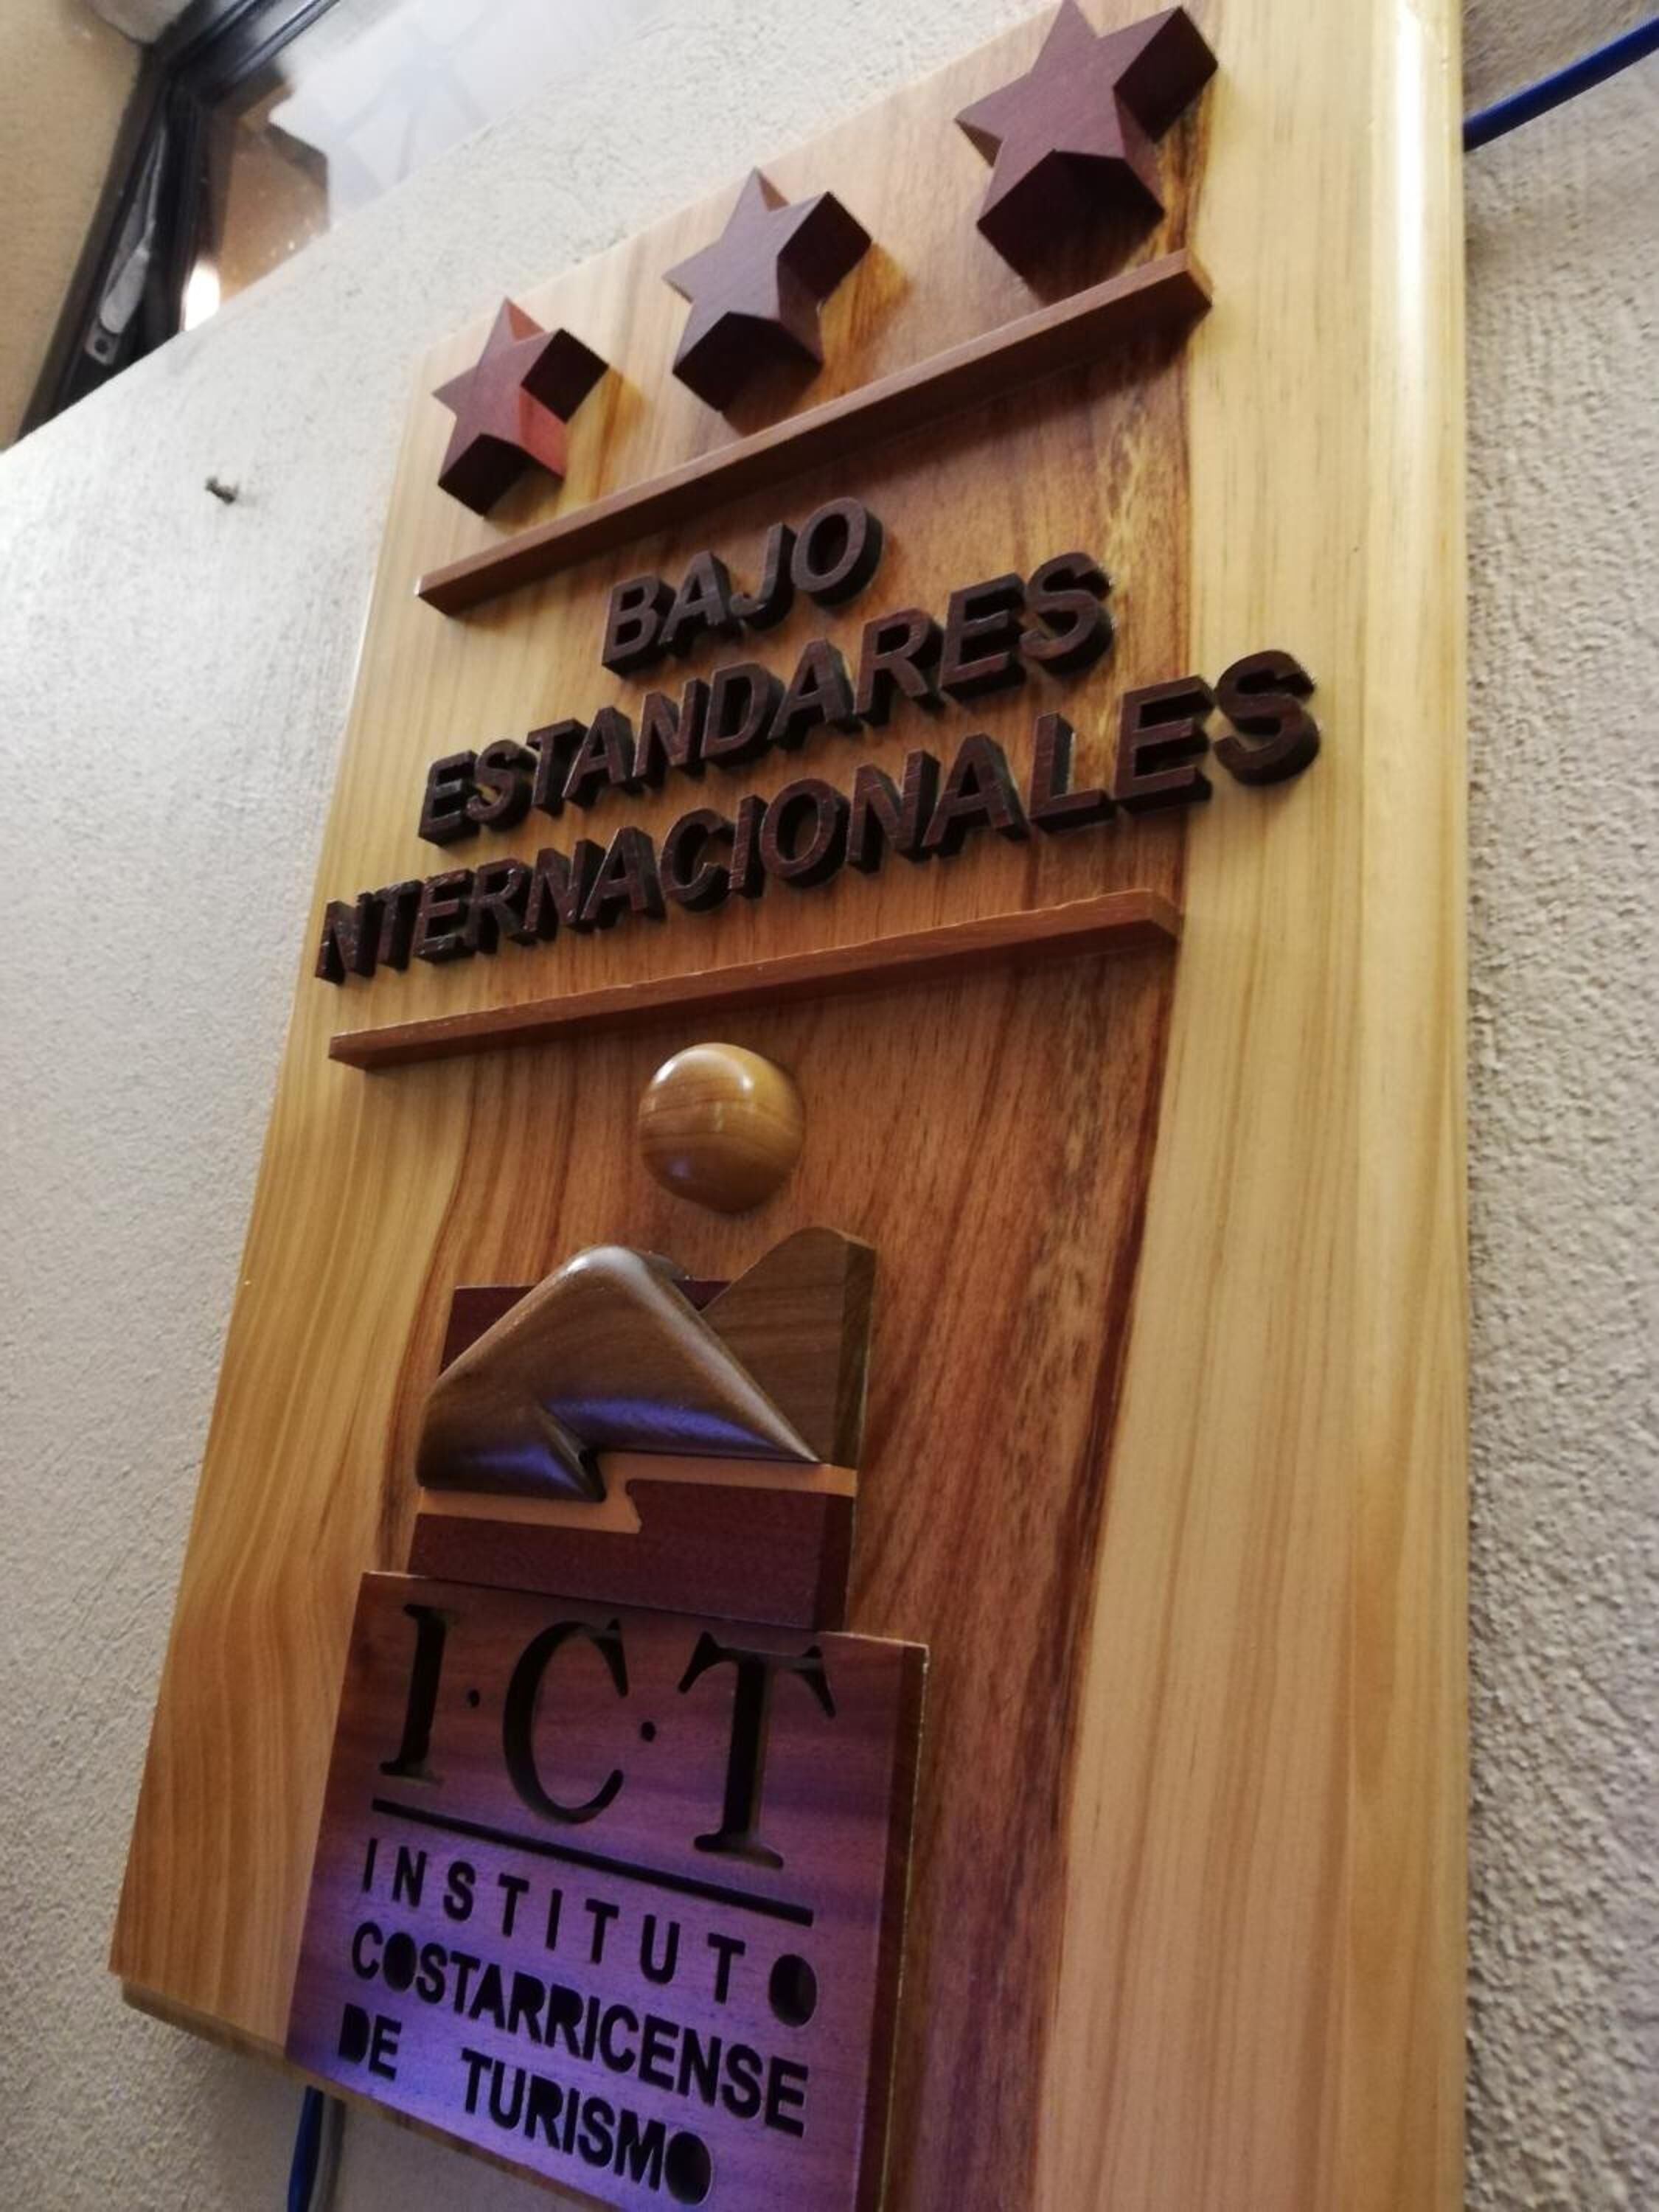 BAJO
ESTANDARES
INTERNACIONALES
I·C·T
INSTITUTO
COSTARRICENSE
DE TURISMO